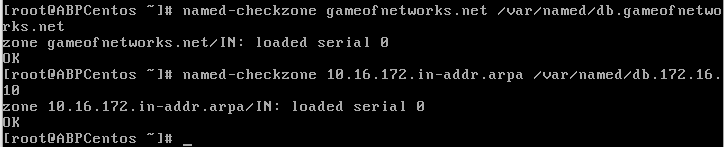 [root@ABPCentos ~]# named-checkzone gameofnetworks.net /var/named/db.gameofnetwo
rks.net
zone gameofnetworks.net/IN: loaded serial 0
OK
[root@ABPCentos ~]# named-checkzone 10.16.172.in-addr.arpa /var/named/db.172.16.
10
zone 10.16.172.in-addr.arpa/IN: loaded serial 0
OK
[root@ABPCentos ~]# _